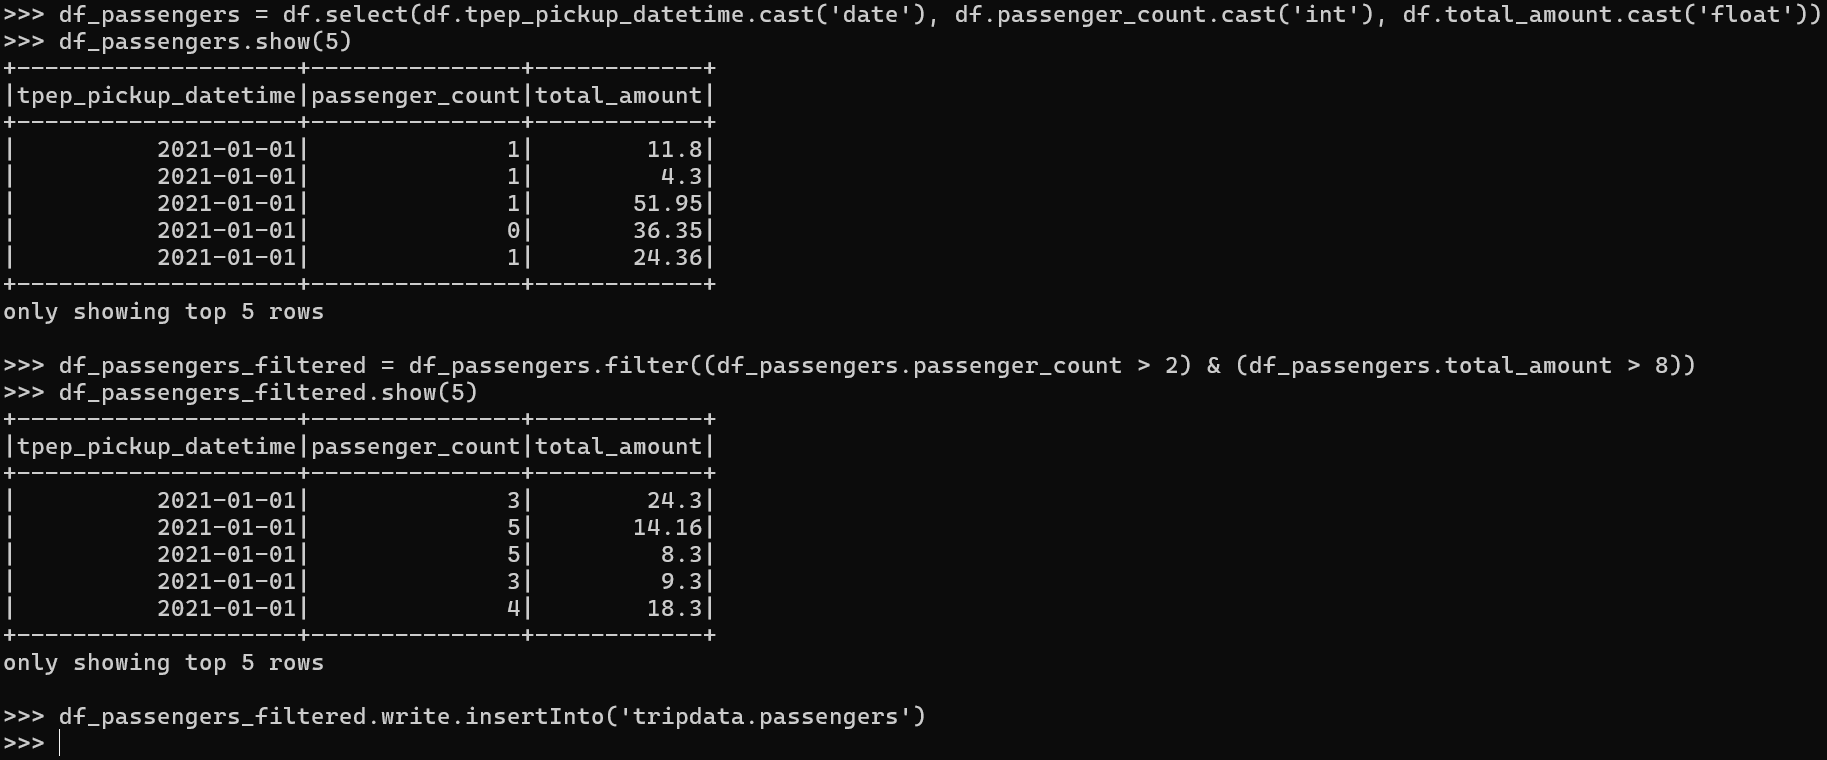 >>> df_passengers = df.select(df.tpep_pickup_datetime.cast('date'), df.passenger_count.cast('int'), df.total_amount.cast('float'))
>>> df_passengers.show(5)
+--------------------+---------------+------------+
|tpep_pickup_datetime|passenger_count|total_amount|
+--------------------+---------------+------------+
|          2021-01-01|              1|        11.8|
|          2021-01-01|              1|         4.3|
|          2021-01-01|              1|       51.95|
|          2021-01-01|              0|       36.35|
|          2021-01-01|              1|       24.36|
+--------------------+---------------+------------+
only showing top 5 rows

>>> df_passengers_filtered = df_passengers.filter((df_passengers.passenger_count > 2) & (df_passengers.total_amount > 8))
>>> df_passengers_filtered.show(5)
+--------------------+---------------+------------+
|tpep_pickup_datetime|passenger_count|total_amount|
+--------------------+---------------+------------+
|          2021-01-01|              3|        24.3|
|          2021-01-01|              5|       14.16|
|          2021-01-01|              5|         8.3|
|          2021-01-01|              3|         9.3|
|          2021-01-01|              4|        18.3|
+--------------------+---------------+------------+
only showing top 5 rows

>>> df_passengers_filtered.write.insertInto('tripdata.passengers')
>>>